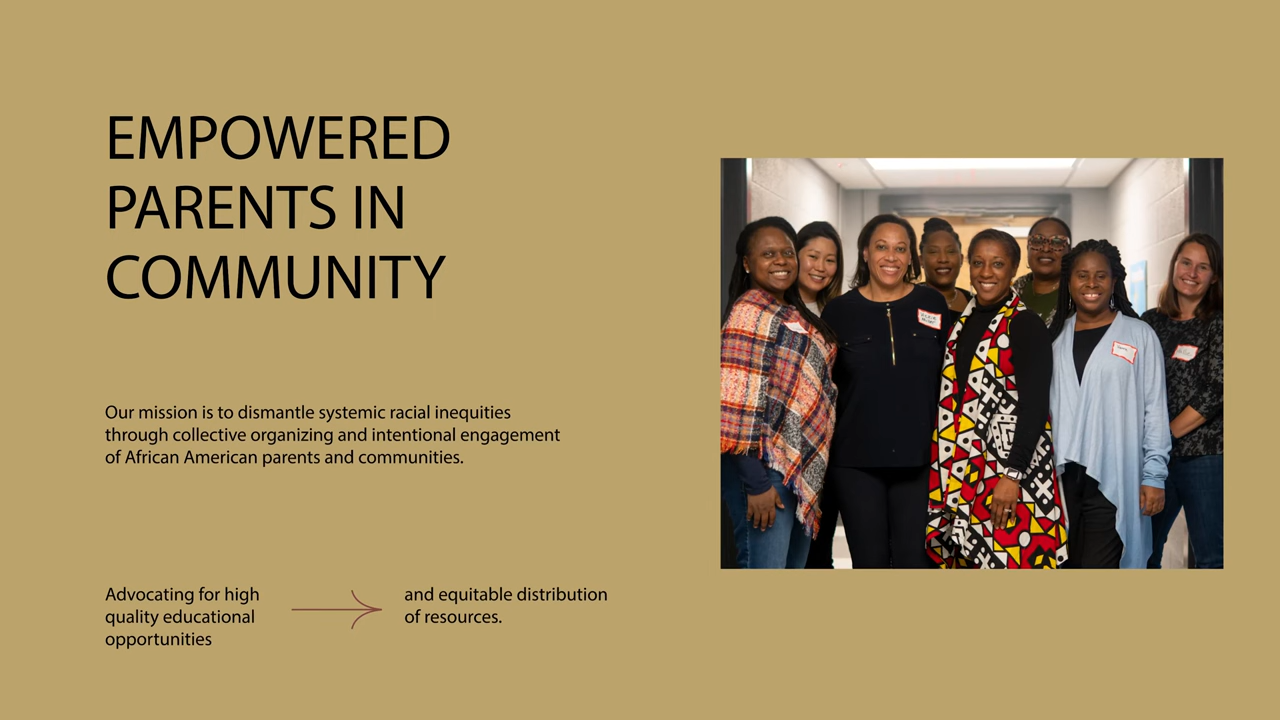 EMPOWERED
PARENTS IN
COMMUNITY
Our mission is to dismantle systemic racial inequities
through collective organizing and intentional engagement
of African American parents and communities.
Advocating for high
quality educational
opportunities
and equitable distribution
of resources.